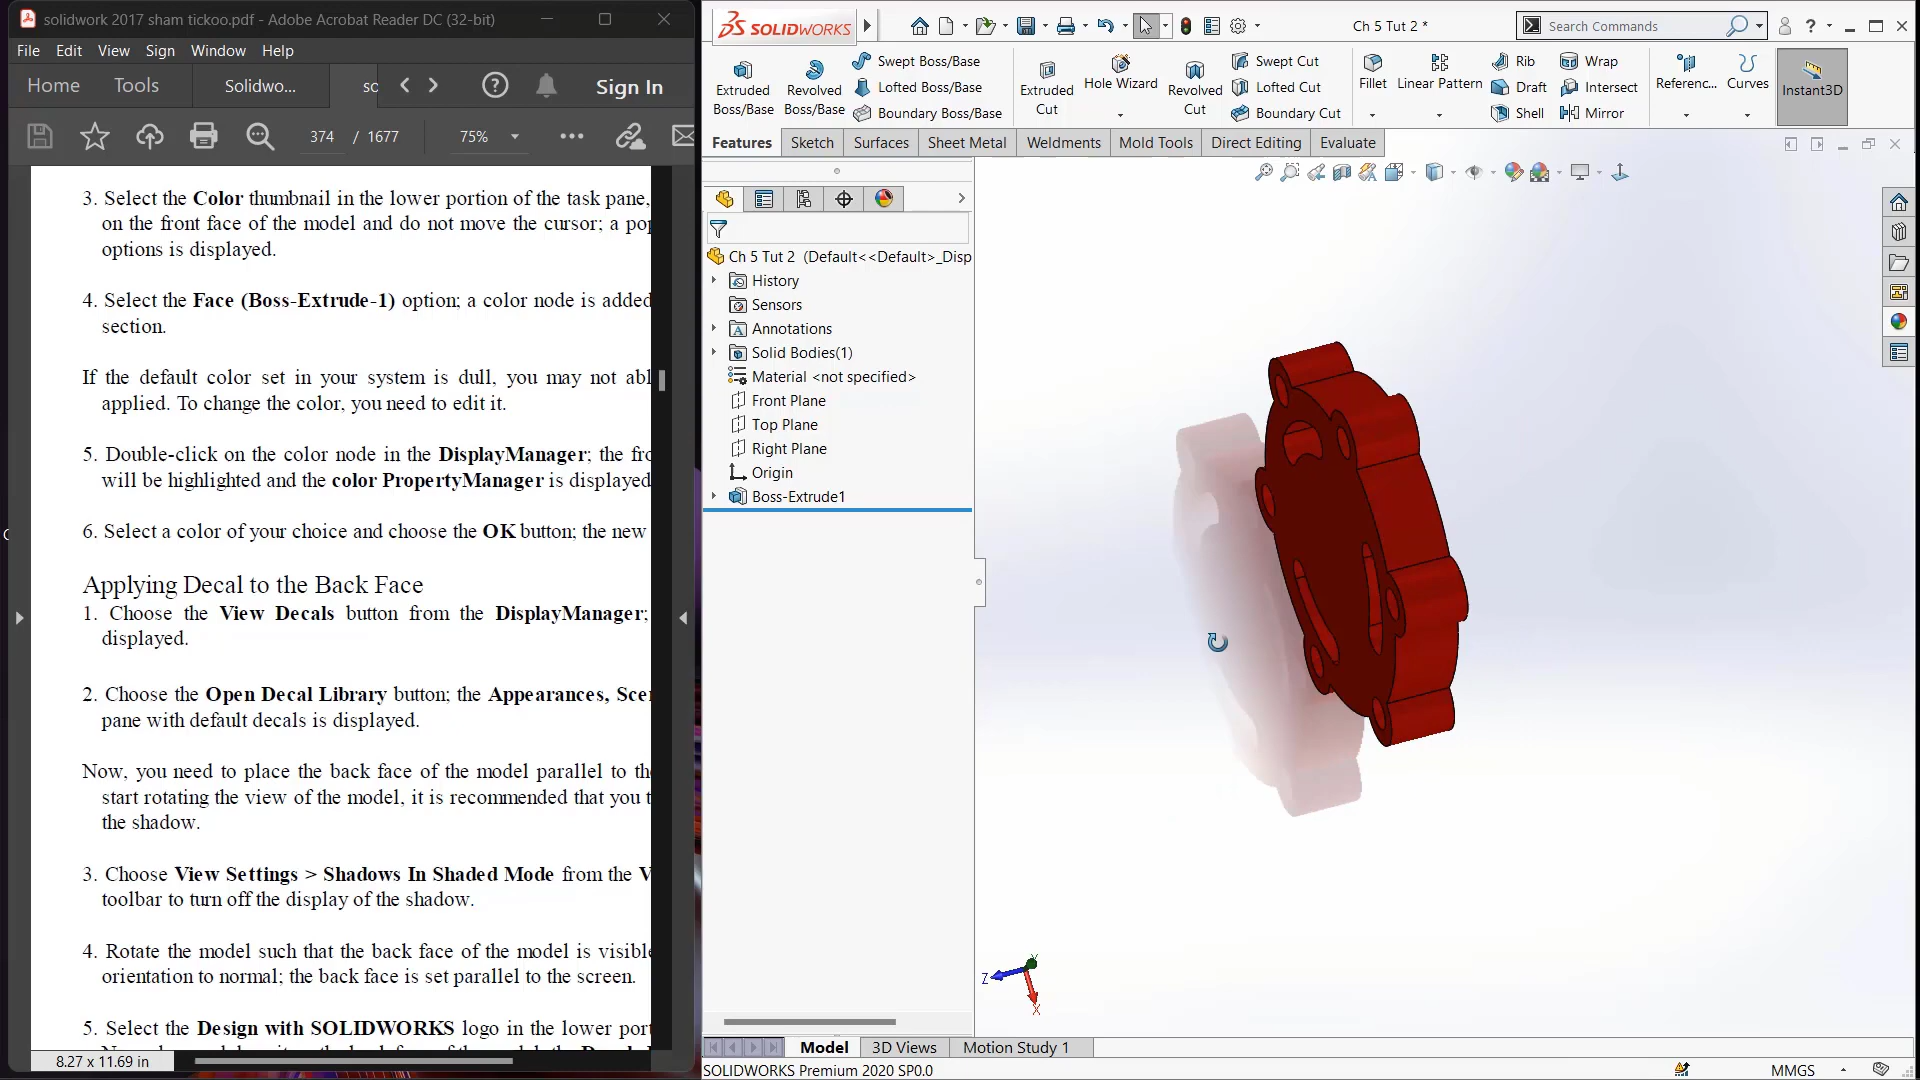 solidwork 2017 sham tickoo.pdf - Adobe Acrobat Reader DC (32-bit)
File Edit View Sign Window Help
Home Tools Solidwo... sc Sign In
374 / 1677 75%
3. Select the Color thumbnail in the lower portion of the task pane,
on the front face of the model and do not move the cursor; a pop
options is displayed.
4. Select the Face (Boss-Extrude-1) option; a color node is added
section.
If the default color set in your system is dull, you may not abl
applied. To change the color, you need to edit it.
5. Double-click on the color node in the DisplayManager; the fro
will be highlighted and the color PropertyManager is displayed
6. Select a color of your choice and choose the OK button; the new
Applying Decal to the Back Face
1. Choose the View Decals button from the DisplayManager;
displayed.
2. Choose the Open Decal Library button; the Appearances, Scen
pane with default decals is displayed.
Now, you need to place the back face of the model parallel to the
start rotating the view of the model, it is recommended that you t
the shadow.
3. Choose View Settings > Shadows In Shaded Mode from the V
toolbar to turn off the display of the shadow.
4. Rotate the model such that the back face of the model is visible
orientation to normal; the back face is set parallel to the screen.
5. Select the Design with SOLIDWORKS logo in the lower port
8.27 x 11.69 in
SOLIDWORKS
Ch 5 Tut 2 *
Search Commands
Extruded Boss/Base
Revolved Boss/Base
Swept Boss/Base
Lofted Boss/Base
Boundary Boss/Base
Extruded Cut
Hole Wizard
Revolved Cut
Swept Cut
Lofted Cut
Boundary Cut
Fillet
Linear Pattern
Rib
Draft
Shell
Wrap
Intersect
Mirror
Referenc...
Curves
Instant3D
Features Sketch Surfaces Sheet Metal Weldments Mold Tools Direct Editing Evaluate
Ch 5 Tut 2 (Default<<Default>_Disp
History
Sensors
Annotations
Solid Bodies(1)
Material <not specified>
Front Plane
Top Plane
Right Plane
Origin
Boss-Extrude1
Y
Z
X
Model 3D Views Motion Study 1
SOLIDWORKS Premium 2020 SP0.0
MMGS